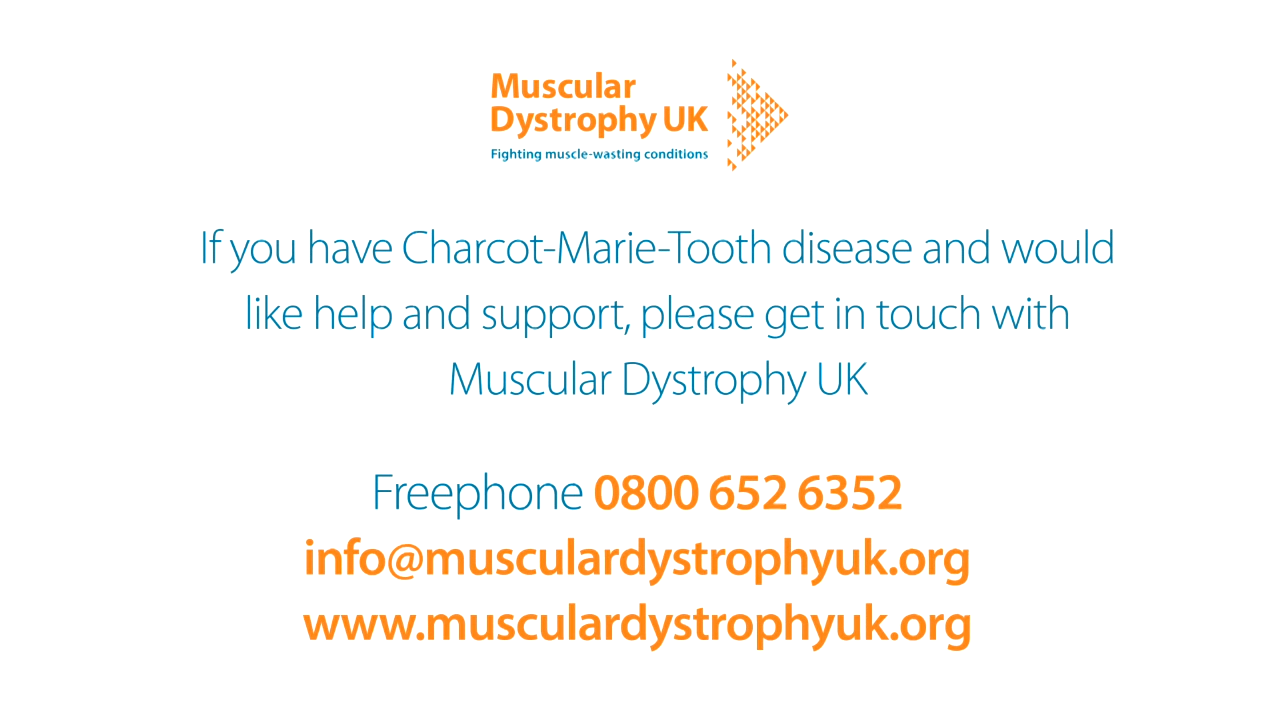 Muscular
Dystrophy UK
Fighting muscle-wasting conditions
If you have Charcot-Marie-Tooth disease and would
like help and support, please get in touch with
Muscular Dystrophy UK
Freephone 0800 652 6352
info@musculardystrophyuk.org
www.musculardystrophyuk.org